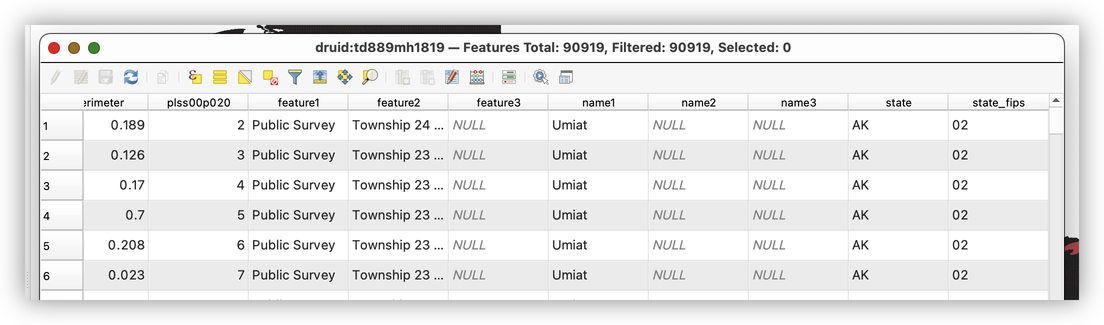 druid:td889mh1819 — Features Total: 90919, Filtered: 90919, Selected: 0
erimeter plss00p020 feature1 feature2 feature3 name1 name2 name3 state state_fips
1 0.189 2 Public Survey Township 24 ... NULL Umiat NULL NULL AK 02
2 0.126 3 Public Survey Township 23 ... NULL Umiat NULL NULL AK 02
3 0.17 4 Public Survey Township 23 ... NULL Umiat NULL NULL AK 02
4 0.7 5 Public Survey Township 23 ... NULL Umiat NULL NULL AK 02
5 0.208 6 Public Survey Township 23 ... NULL Umiat NULL NULL AK 02
6 0.023 7 Public Survey Township 23 ... NULL Umiat NULL NULL AK 02